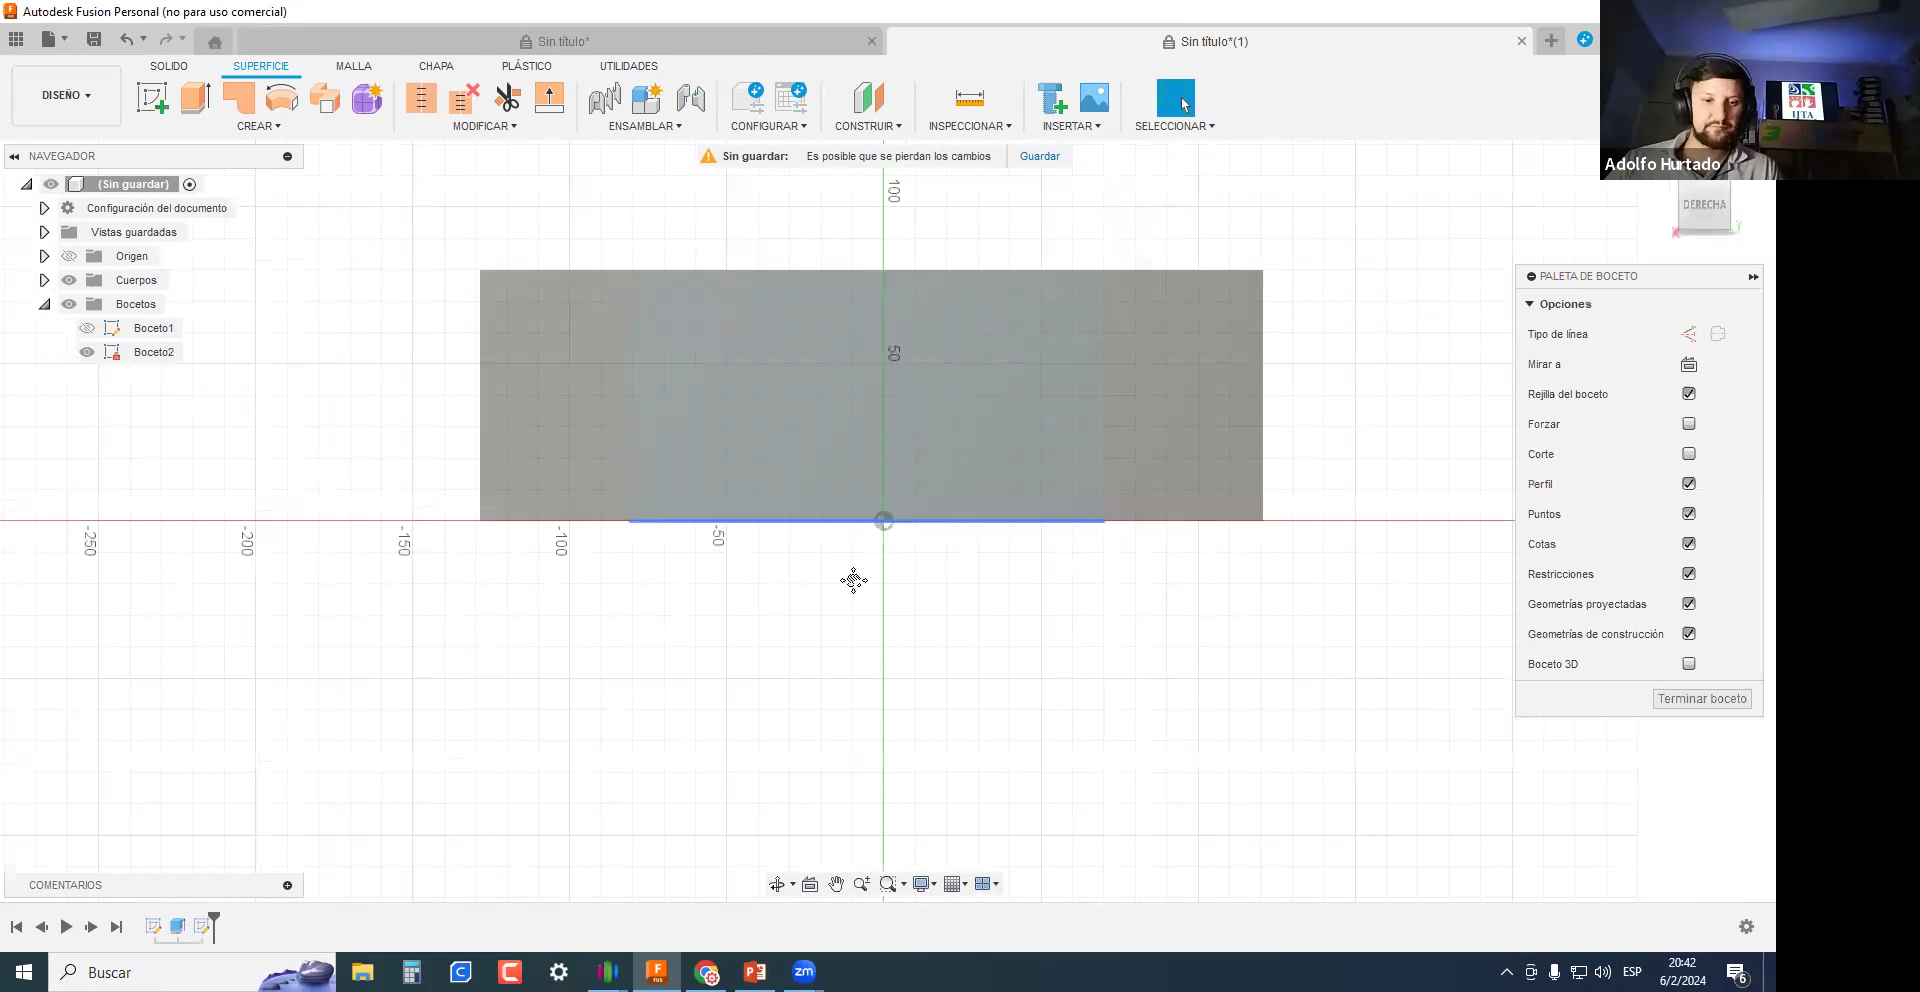 Autodesk Fusion Personal (no para uso comercial)
Sin título*
Sin título*(1)
SOLIDO
SUPERFICIE
MALLA
CHAPA
PLÁSTICO
UTILIDADES
DISEÑO
CREAR
MODIFICAR
ENSAMBLAR
CONFIGURAR
CONSTRUIR
INSPECCIONAR
INSERTAR
SELECCIONAR
IJTA
Adolfo Hurtado
NAVEGADOR
Sin guardar: Es posible que se pierdan los cambios Guardar
(Sin guardar)
Configuración del documento
Vistas guardadas
Origen
Cuerpos
Bocetos
Boceto1
Boceto2
100
50
-250
-200
-150
-100
-50
DERECHA
X
Y
PALETA DE BOCETO
Opciones
Tipo de línea
Mirar a
Rejilla del boceto
Forzar
Corte
Perfil
Puntos
Cotas
Restricciones
Geometrías proyectadas
Geometrías de construcción
Boceto 3D
Terminar boceto
COMENTARIOS
Buscar
FUS
zm
ESP
20:42
6/2/2024
6